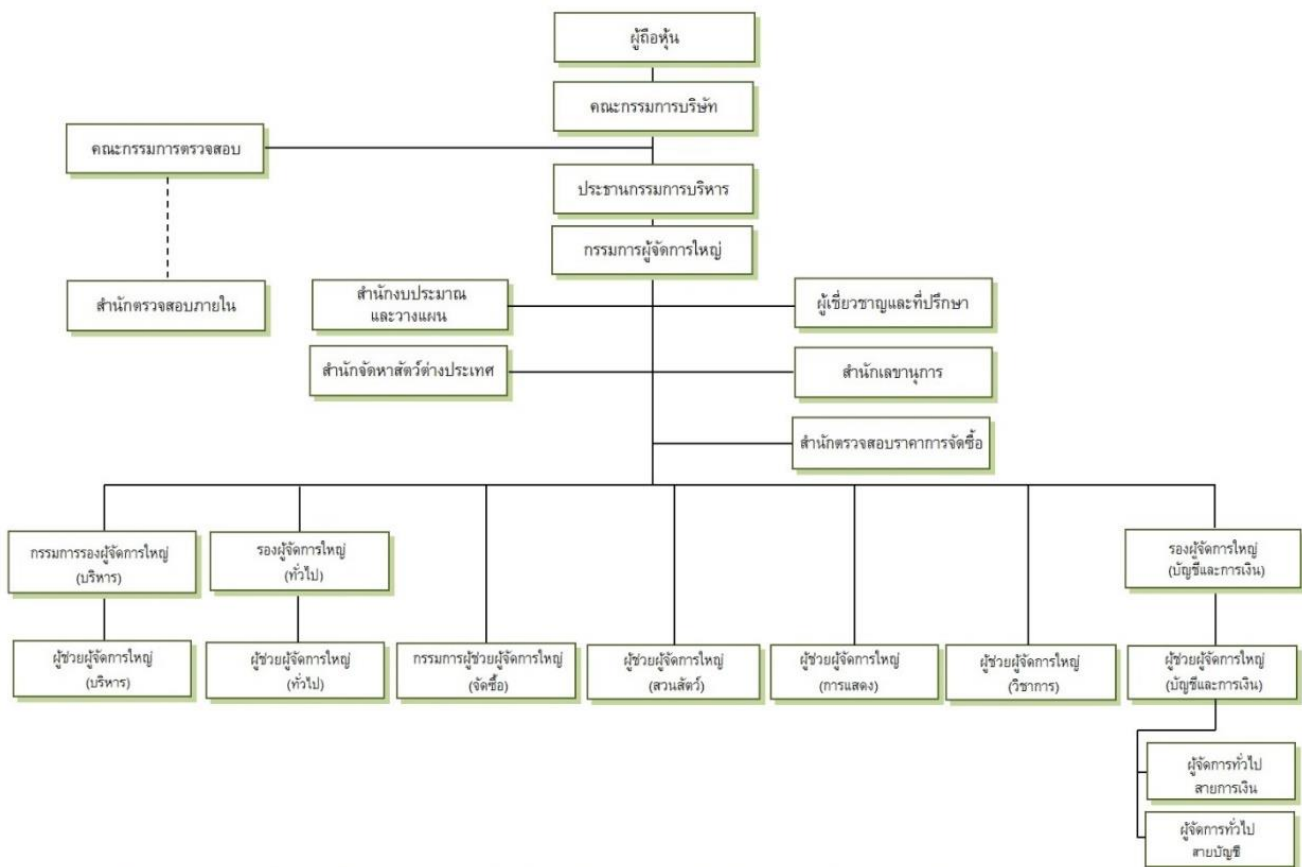 ผู้ถือหุ้น
คณะกรรมการบริษัท
คณะกรรมการตรวจสอบ
ประธานกรรมการบริหาร
กรรมการผู้จัดการใหญ่
สำนักตรวจสอบภายใน
สำนักงบประมาณ
และวางแผน
ผู้เชี่ยวชาญและที่ปรึกษา
สำนักจัดหาสัตว์ต่างประเทศ
สำนักเลขานุการ
สำนักตรวจสอบราคาการจัดซื้อ
กรรมการรองผู้จัดการใหญ่
(บริหาร)
รองผู้จัดการใหญ่
(ทั่วไป)
รองผู้จัดการใหญ่
(บัญชีและการเงิน)
ผู้ช่วยผู้จัดการใหญ่
(บริหาร)
ผู้ช่วยผู้จัดการใหญ่
(ทั่วไป)
กรรมการผู้ช่วยผู้จัดการใหญ่
(จัดซื้อ)
ผู้ช่วยผู้จัดการใหญ่
(สวนสัตว์)
ผู้ช่วยผู้จัดการใหญ่
(การแสดง)
ผู้ช่วยผู้จัดการใหญ่
(วิชาการ)
ผู้ช่วยผู้จัดการใหญ่
(บัญชีและการเงิน)
ผู้จัดการทั่วไป
สายการเงิน
ผู้จัดการทั่วไป
สายบัญชี